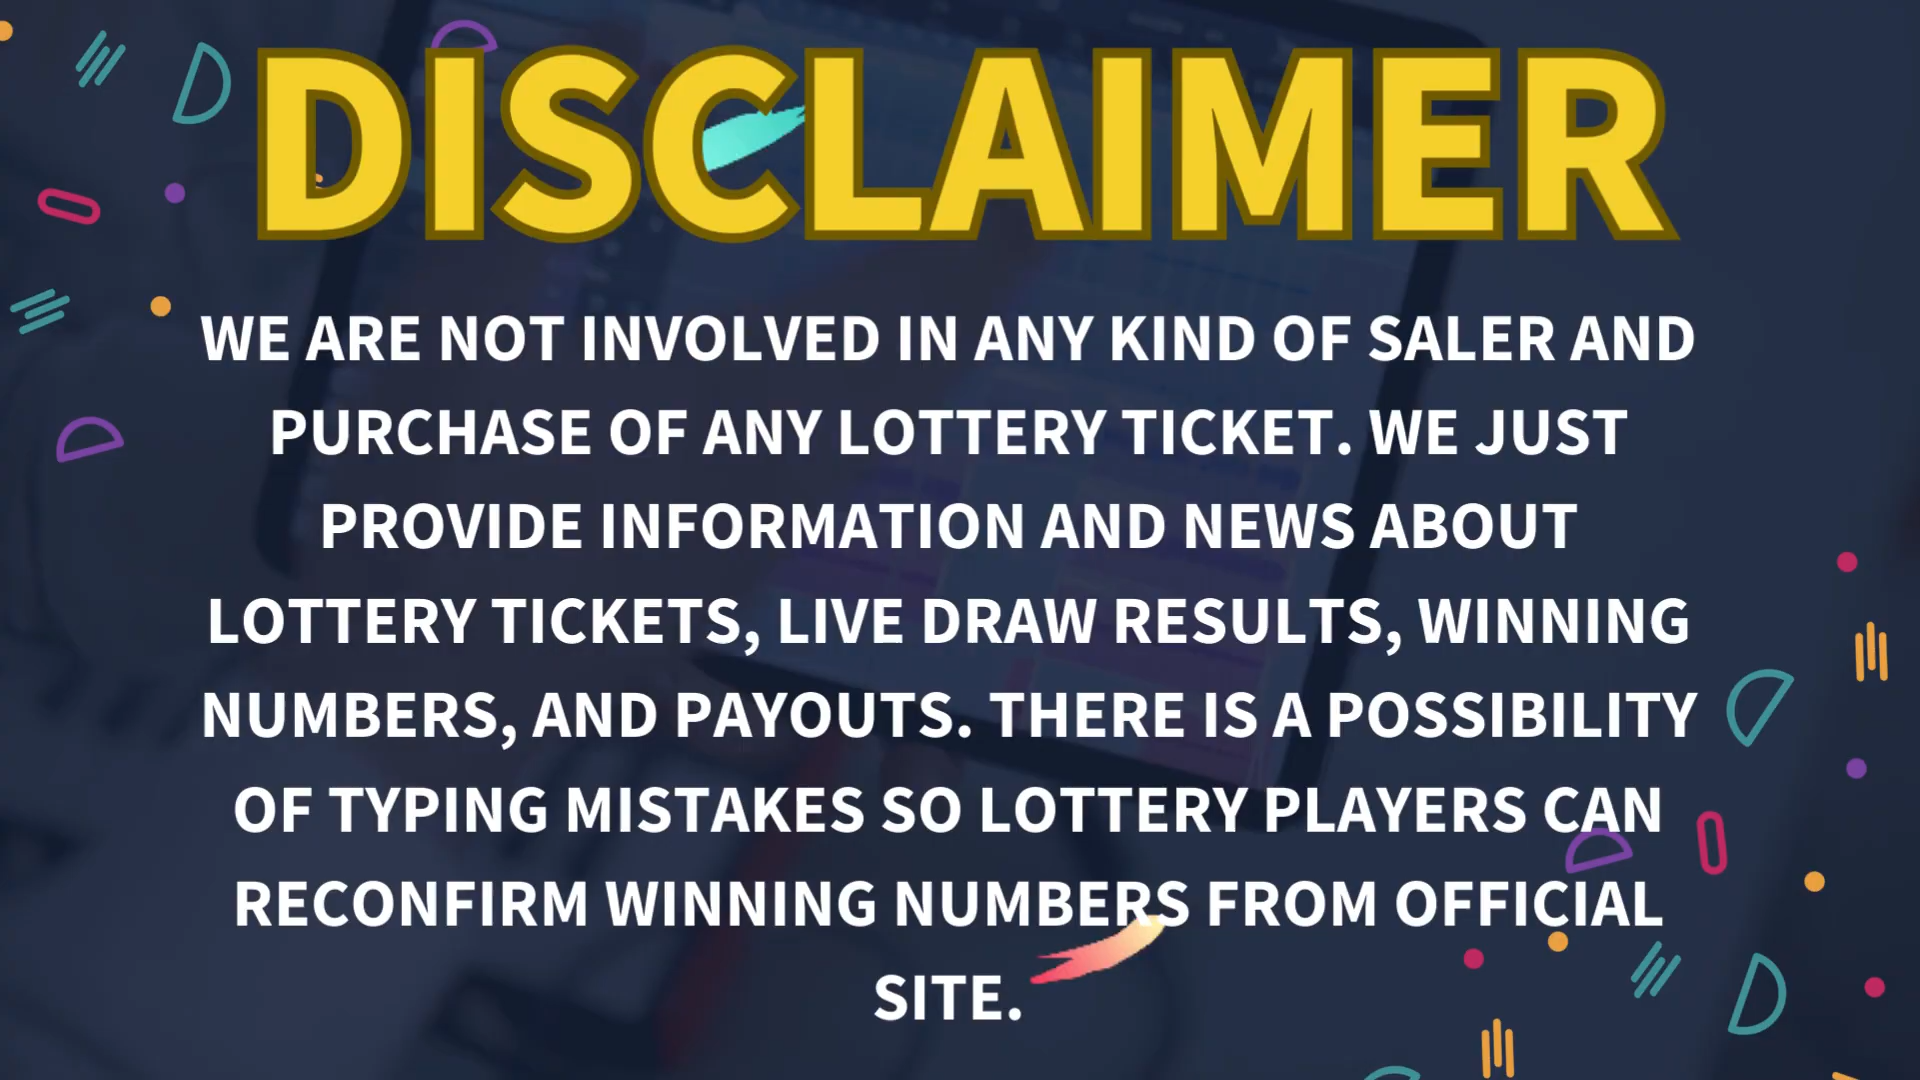 DISCLAIMER
WE ARE NOT INVOLVED IN ANY KIND OF SALER AND
PURCHASE OF ANY LOTTERY TICKET. WE JUST
PROVIDE INFORMATION AND NEWS ABOUT
LOTTERY TICKETS, LIVE DRAW RESULTS, WINNING
NUMBERS, AND PAYOUTS. THERE IS A POSSIBILITY
OF TYPING MISTAKES SO LOTTERY PLAYERS CAN
RECONFIRM WINNING NUMBERS FROM OFFICIAL
SITE.